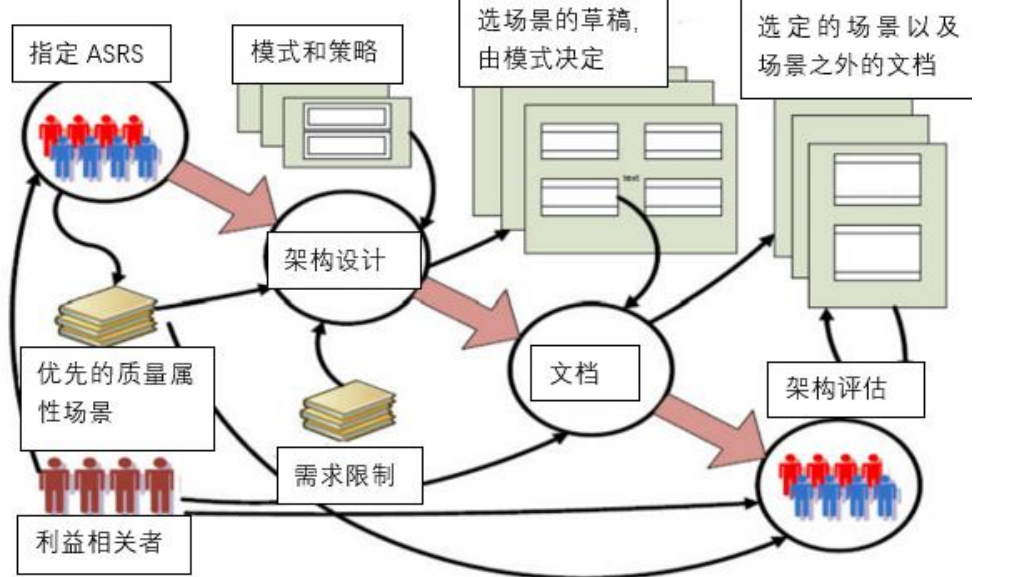 指定 ASRS
模式和策略
选场景的草稿,
由模式决定
选定的场景以及
场景之外的文档
text
架构设计
文档
优先的质量属
性场景
架构评估
需求限制
利益相关者